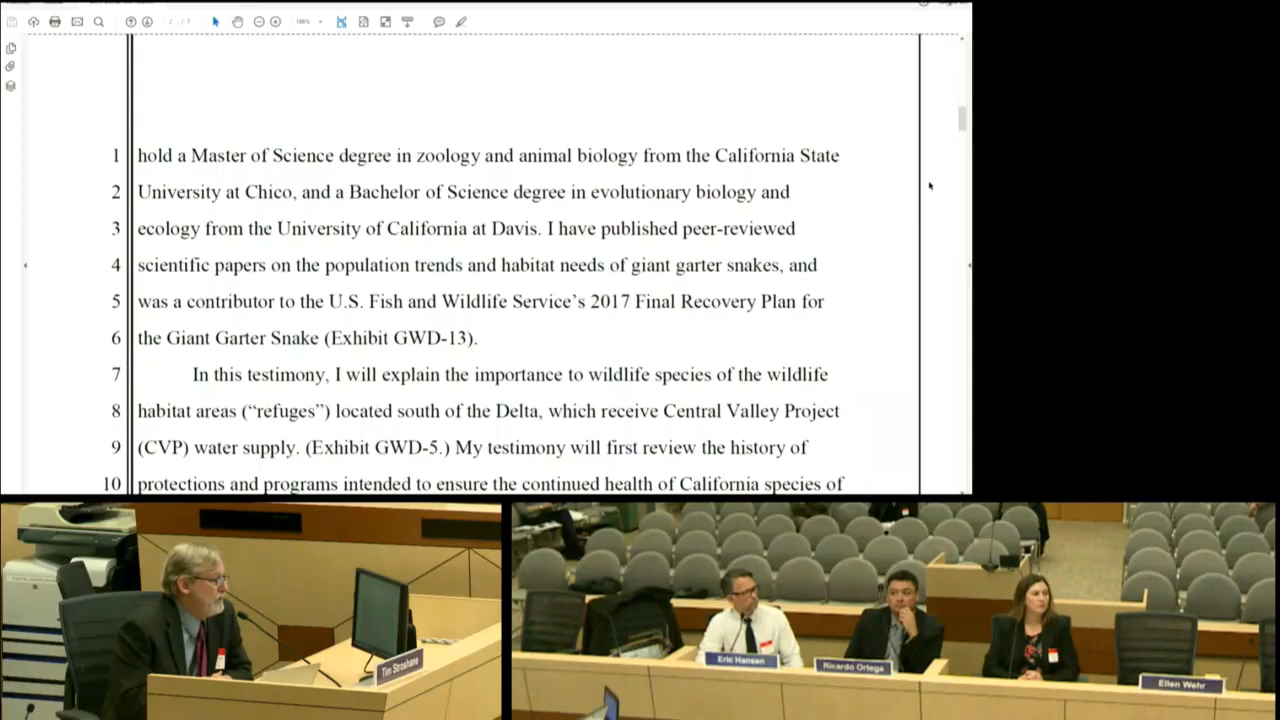 196%
1 hold a Master of Science degree in zoology and animal biology from the California State
2 University at Chico, and a Bachelor of Science degree in evolutionary biology and
3 ecology from the University of California at Davis. I have published peer-reviewed
4 scientific papers on the population trends and habitat needs of giant garter snakes, and
5 was a contributor to the U.S. Fish and Wildlife Service's 2017 Final Recovery Plan for
6 the Giant Garter Snake (Exhibit GWD-13).
7 In this testimony, I will explain the importance to wildlife species of the wildlife
8 habitat areas (“refuges”) located south of the Delta, which receive Central Valley Project
9 (CVP) water supply. (Exhibit GWD-5.) My testimony will first review the history of
10 protections and programs intended to ensure the continued health of California species of
Tim Stroshane
Eric Hansen
Ricardo Ortega
Ellen Wehr